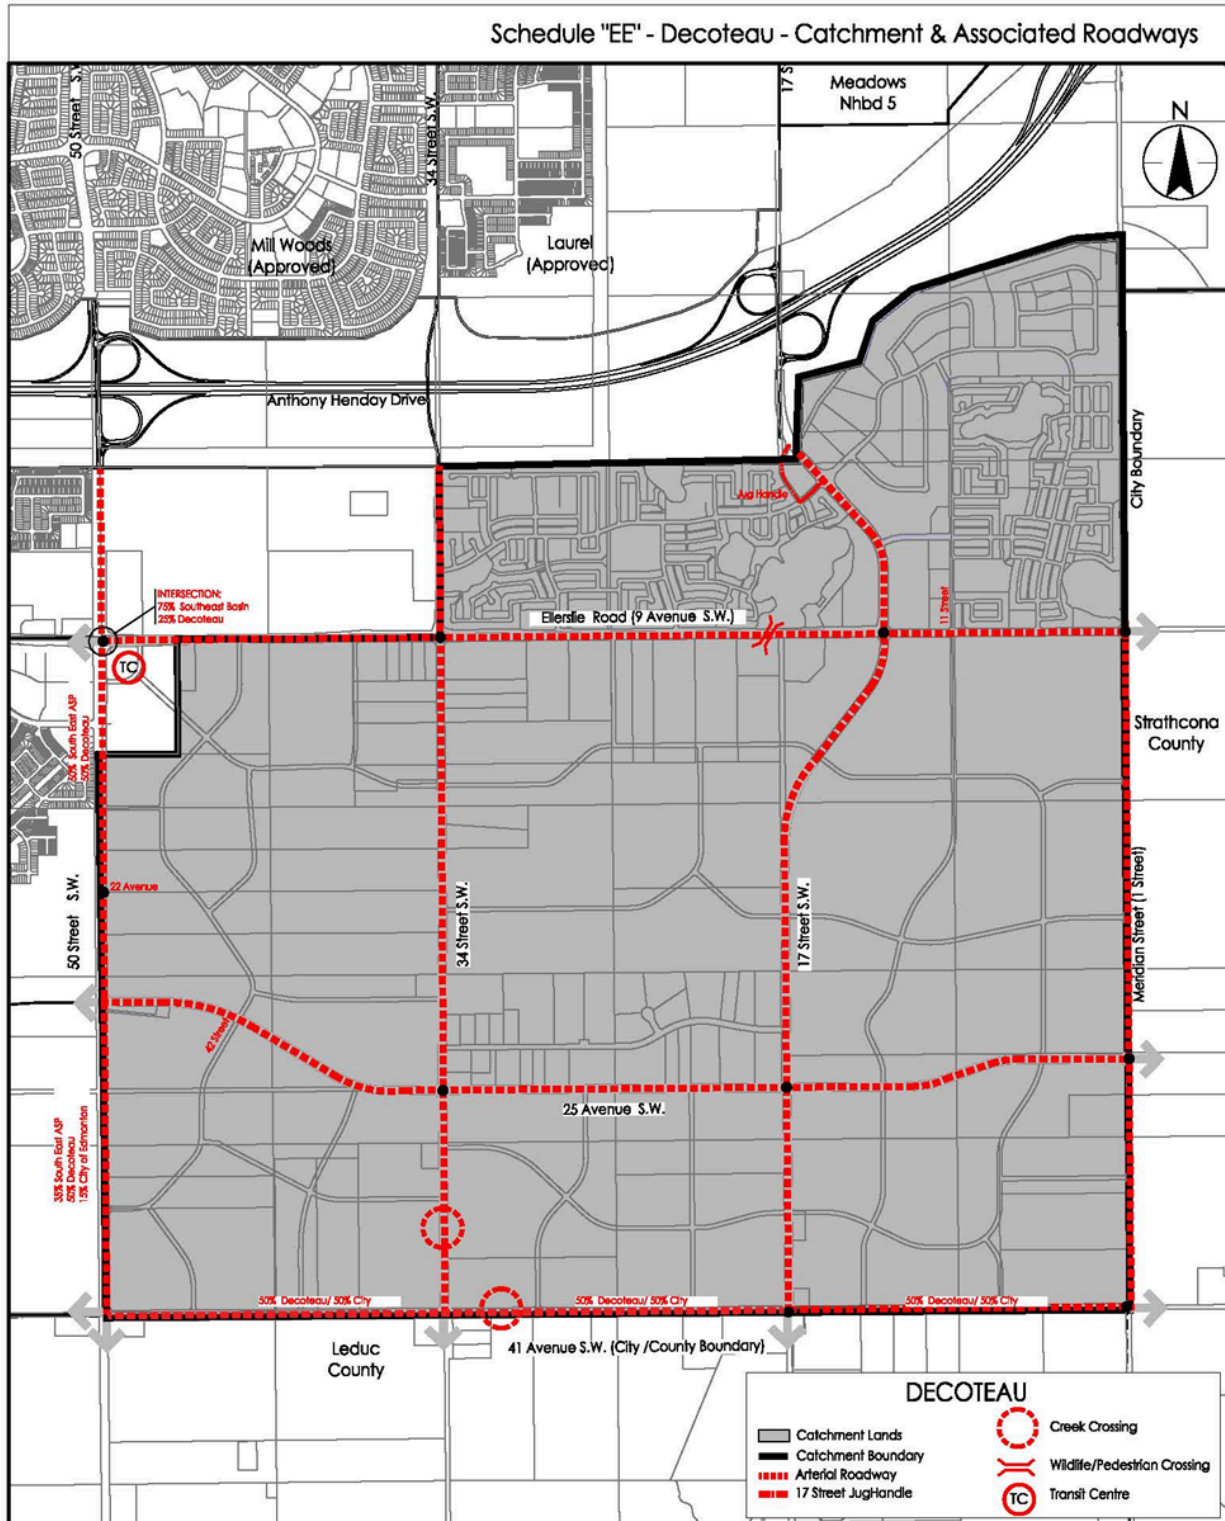 Schedule "EE" - Decoteau - Catchment & Associated Roadways
50 Street S.W.
34 Street S.W.
17 S
Meadows
Nhbd 5
N
Mill Woods
(Approved)
Laurel
(Approved)
Anthony Henday Drive
City Boundary
Jug Handle
INTERSECTION:
75% Southeast Basin
25% Decoteau
Ellerslie Road (9 Avenue S.W.)
11 Street
TC
50% South East ASP
50% Decoteau
Strathcona
County
22 Avenue
50 Street S.W.
34 Street S.W.
17 Street S.W.
Meridian Street (1 Street)
42 Street
25 Avenue S.W.
35% South East ASP
50% Decoteau
15% City of Edmonton
50% Decoteau/ 50% City
50% Decoteau/ 50% City
50% Decoteau/ 50% City
Leduc
County
41 Avenue S.W. (City /County Boundary)
DECOTEAU
Catchment Lands
Catchment Boundary
Arterial Roadway
17 Street JugHandle
Creek Crossing
Wildlife/Pedestrian Crossing
TC
Transit Centre